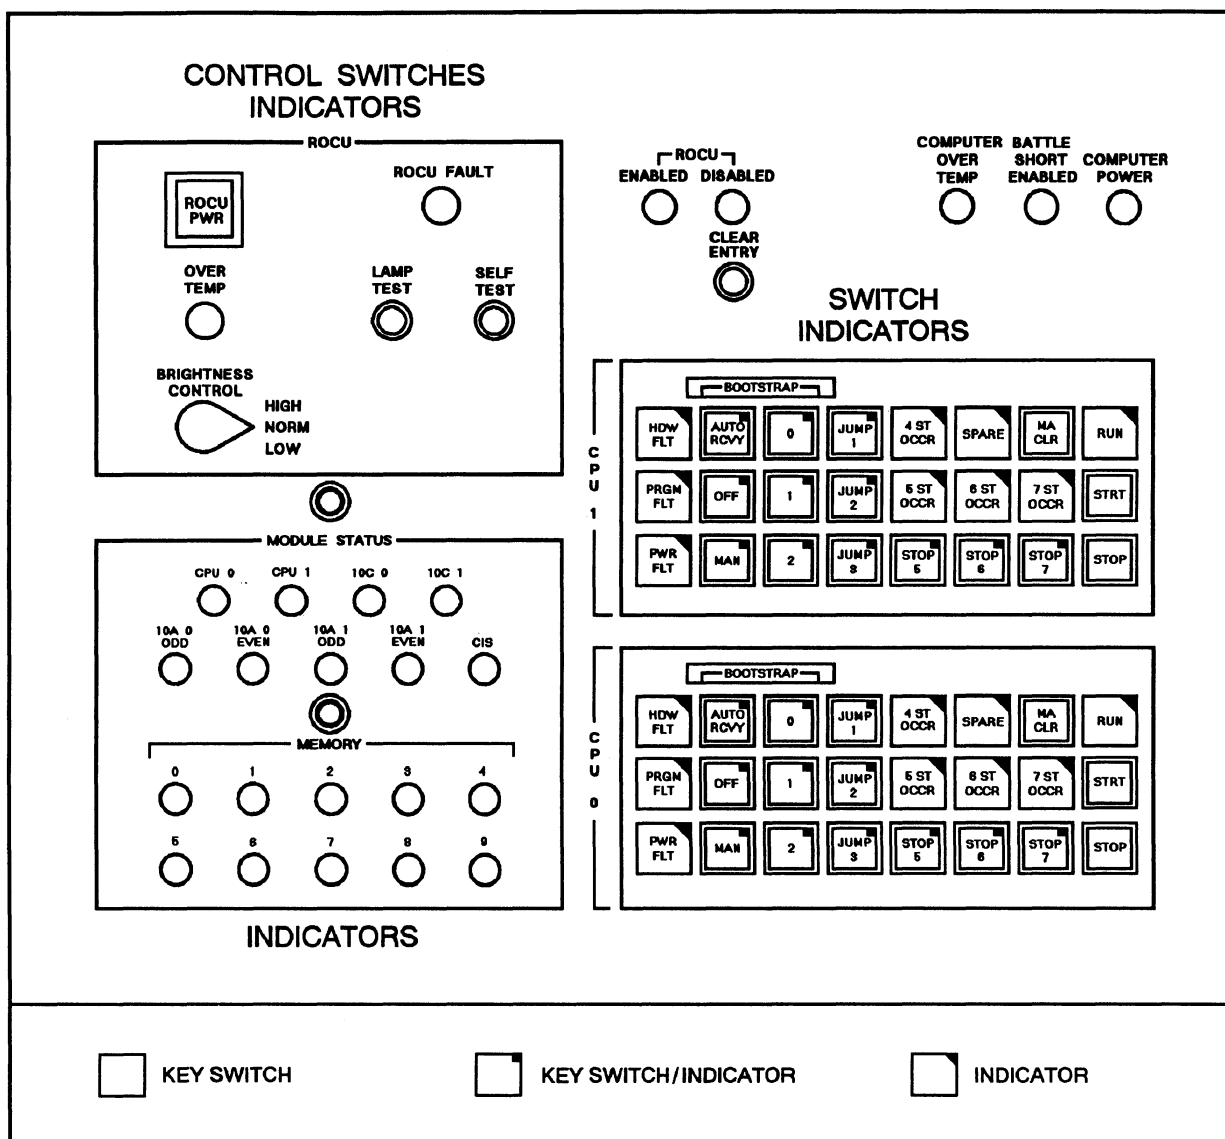 CONTROL SWITCHES
INDICATORS
ROCU
ROCU
PWR
ROCU FAULT
OVER
TEMP
LAMP
TEST
SELF
TEST
BRIGHTNESS
CONTROL
HIGH
NORM
LOW
MODULE STATUS
CPU 0
CPU 1
10C 0
10C 1
10A 0
ODD
10A 0
EVEN
10A 1
ODD
10A 1
EVEN
CIS
MEMORY
0 1 2 3 4
5 6 7 8 9
INDICATORS
ROCU
ENABLED DISABLED
CLEAR
ENTRY
COMPUTER
OVER
TEMP
BATTLE
SHORT
ENABLED
COMPUTER
POWER
SWITCH
INDICATORS
CPU 1
BOOTSTRAP
HDW
FLT
AUTO
RCVY
0
JUMP
1
4 ST
OCCR
SPARE
MA
CLR
RUN
PRGM
FLT
OFF
1
JUMP
2
5 ST
OCCR
6 ST
OCCR
7 ST
OCCR
STRT
PWR
FLT
MAN
2
JUMP
3
STOP
5
STOP
6
STOP
7
STOP
CPU 0
BOOTSTRAP
HDW
FLT
AUTO
RCVY
0
JUMP
1
4 ST
OCCR
SPARE
MA
CLR
RUN
PRGM
FLT
OFF
1
JUMP
2
5 ST
OCCR
6 ST
OCCR
7 ST
OCCR
STRT
PWR
FLT
MAN
2
JUMP
3
STOP
5
STOP
6
STOP
7
STOP
KEY SWITCH
KEY SWITCH/INDICATOR
INDICATOR